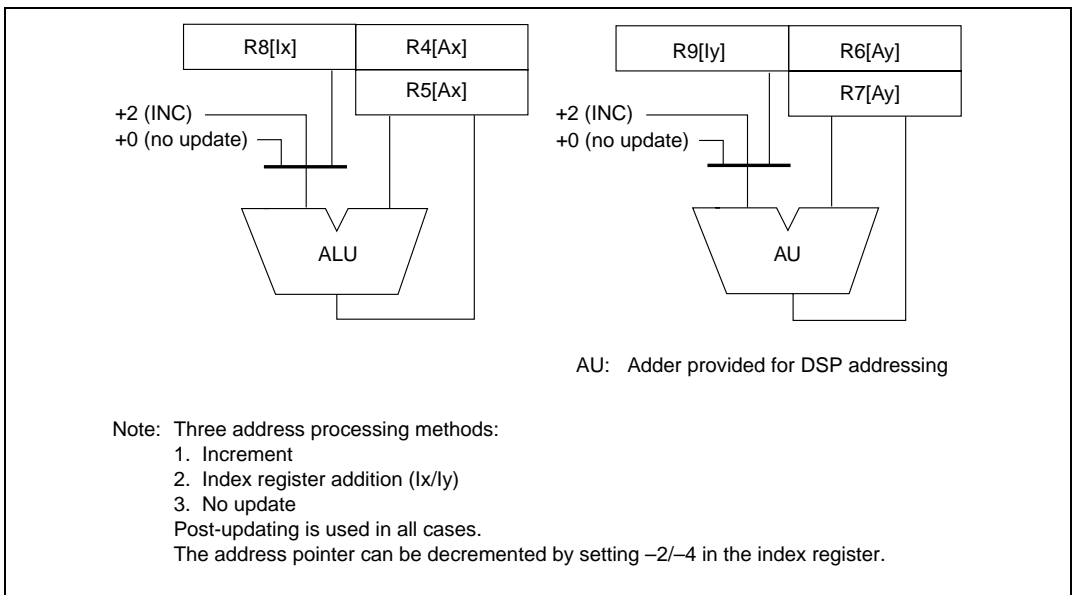 R8[Ix] R4[Ax] R9[Iy] R6[Ay]
R5[Ax] R7[Ay]
+2 (INC) +2 (INC)
+0 (no update) +0 (no update)
ALU AU
AU: Adder provided for DSP addressing
Note: Three address processing methods:
1. Increment
2. Index register addition (Ix/Iy)
3. No update
Post-updating is used in all cases.
The address pointer can be decremented by setting –2/–4 in the index register.